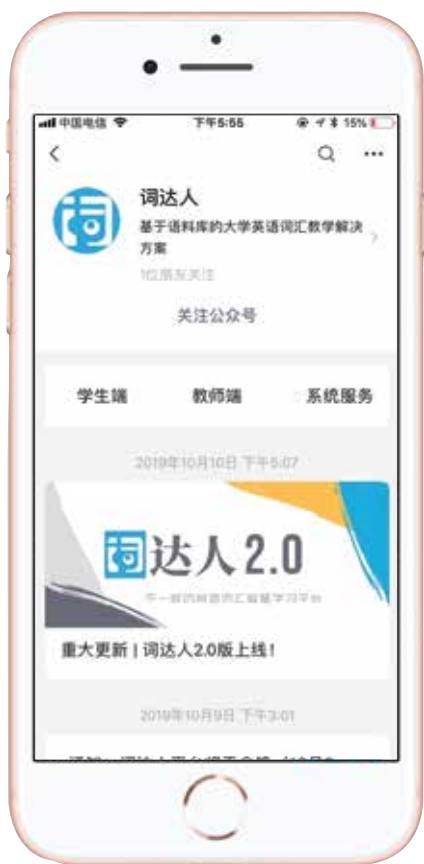 中国电信
下午5:55
15%
词
词达人
基于语料库的大学英语词汇教学解决
方案
1位朋友关注
关注公众号
学生端
教师端
系统服务
2019年10月10日 下午5:07
词达人2.0
重大更新 | 词达人2.0版上线！
2019年10月9日 下午3:01